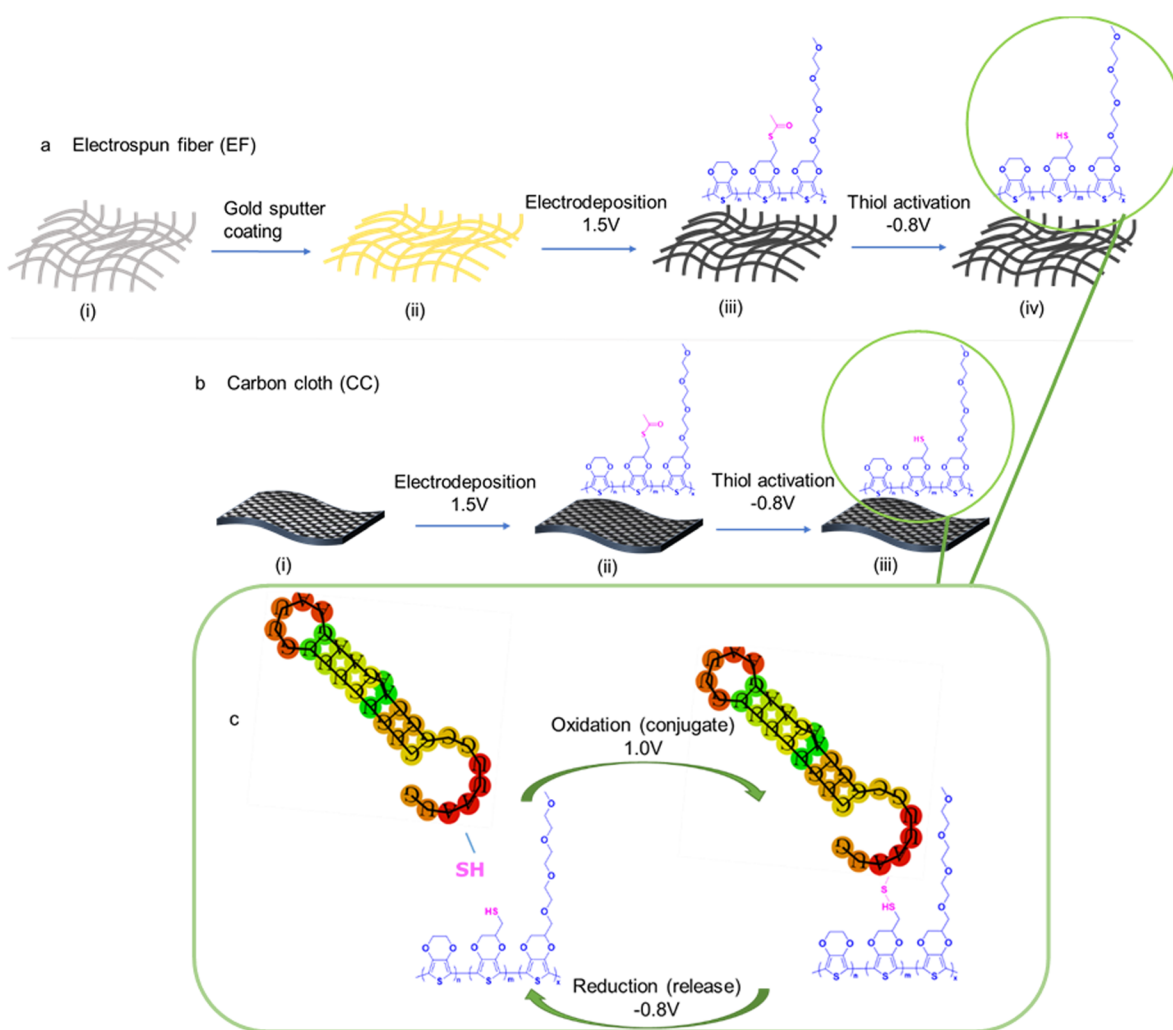 a Electrospun fiber (EF)
Gold sputter
coating
Electrodeposition
1.5V
Thiol activation
-0.8V
(i)
(ii)
(iii)
(iv)
O
O
O
O
O
S
O
O
O
O
O
O
O
S
n
S
m
S
x
O
O
O
O
O
HS
O
O
O
O
O
O
S
n
S
m
S
x
b Carbon cloth (CC)
Electrodeposition
1.5V
Thiol activation
-0.8V
(i)
(ii)
(iii)
O
O
O
O
O
S
O
O
O
O
O
O
O
S
n
S
m
S
x
O
O
O
O
O
HS
O
O
O
O
O
O
S
n
S
m
S
x
c
Oxidation (conjugate)
1.0V
SH
O
O
O
O
O
HS
O
O
O
O
O
O
S
n
S
m
S
x
S
HS
O
O
O
O
O
O
O
O
O
O
O
S
n
S
m
S
x
Reduction (release)
-0.8V